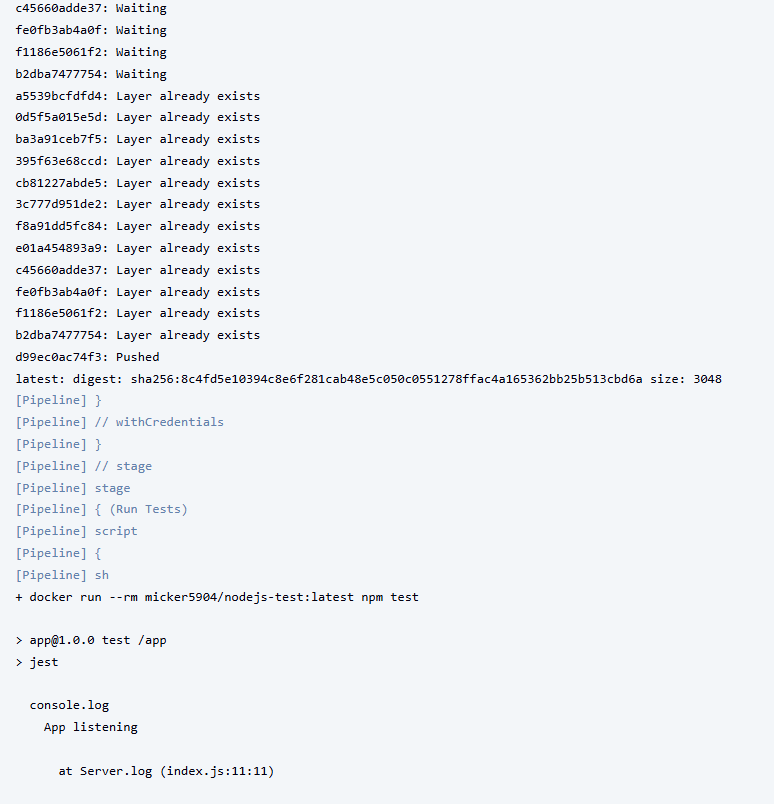 c45660adde37: Waiting
fe0fb3ab4a0f: Waiting
f1186e5061f2: Waiting
b2dba7477754: Waiting
a5539bcfdfd4: Layer already exists
0d5f5a015e5d: Layer already exists
ba3a91ceb7f5: Layer already exists
395f63e68ccd: Layer already exists
cb81227abde5: Layer already exists
3c777d951de2: Layer already exists
f8a91dd5fc84: Layer already exists
e01a454893a9: Layer already exists
c45660adde37: Layer already exists
fe0fb3ab4a0f: Layer already exists
f1186e5061f2: Layer already exists
b2dba7477754: Layer already exists
d99ec0ac74f3: Pushed
latest: digest: sha256:8c4fd5e10394c8e6f281cab48e5c050c0551278ffac4a165362bb25b513cbd6a size: 3048
[Pipeline] }
[Pipeline] // withCredentials
[Pipeline] }
[Pipeline] // stage
[Pipeline] stage
[Pipeline] { (Run Tests)
[Pipeline] script
[Pipeline] {
[Pipeline] sh
+ docker run --rm micker5904/nodejs-test:latest npm test
> app@1.0.0 test /app
> jest
console.log
App listening
at Server.log (index.js:11:11)